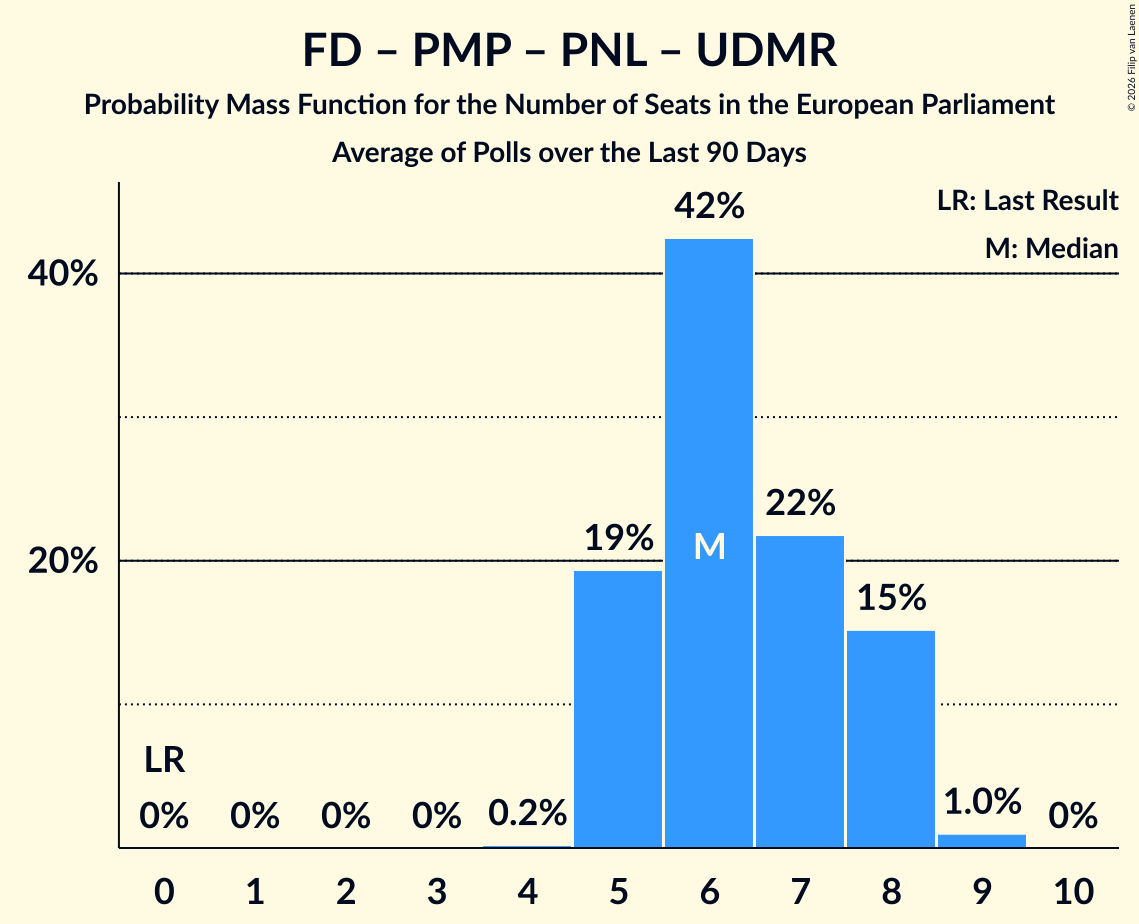 FD – PMP – PNL – UDMR
Probability Mass Function for the Number of Seats in the European Parliament
Average of Polls over the Last 90 Days
© 2026 Filip van Laenen
LR: Last Result
M: Median
42%
40%
22%
19%
M
20%
15%
LR
0%
0%
0%
0%
0.2%
1.0%
0%
0 1 2 3 4 5 6 7 8 9 10